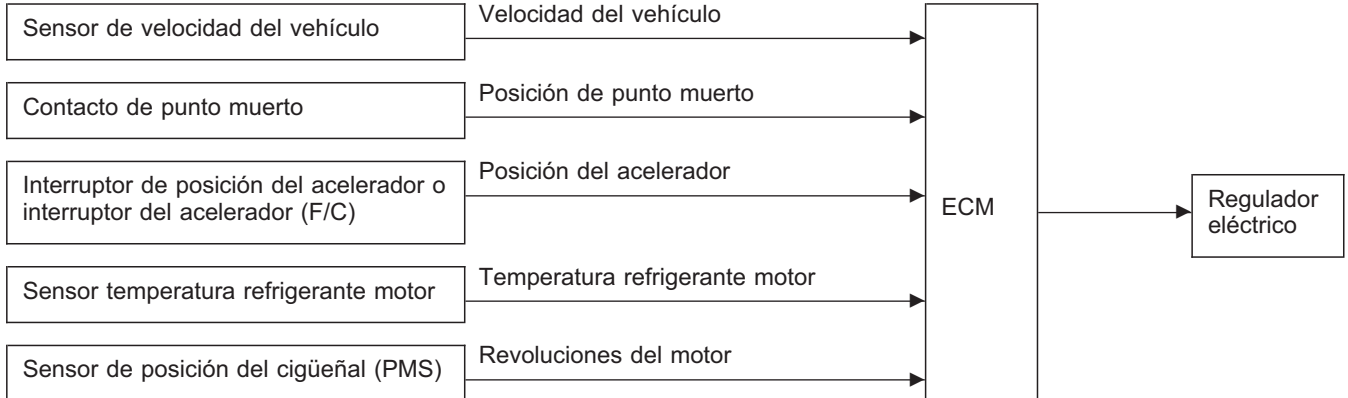 Sensor de velocidad del vehículo
Velocidad del vehículo
Contacto de punto muerto
Posición de punto muerto
Interruptor de posición del acelerador o
interruptor del acelerador (F/C)
Posición del acelerador
Sensor temperatura refrigerante motor
Temperatura refrigerante motor
Sensor de posición del cigüeñal (PMS)
Revoluciones del motor
ECM
Regulador
eléctrico